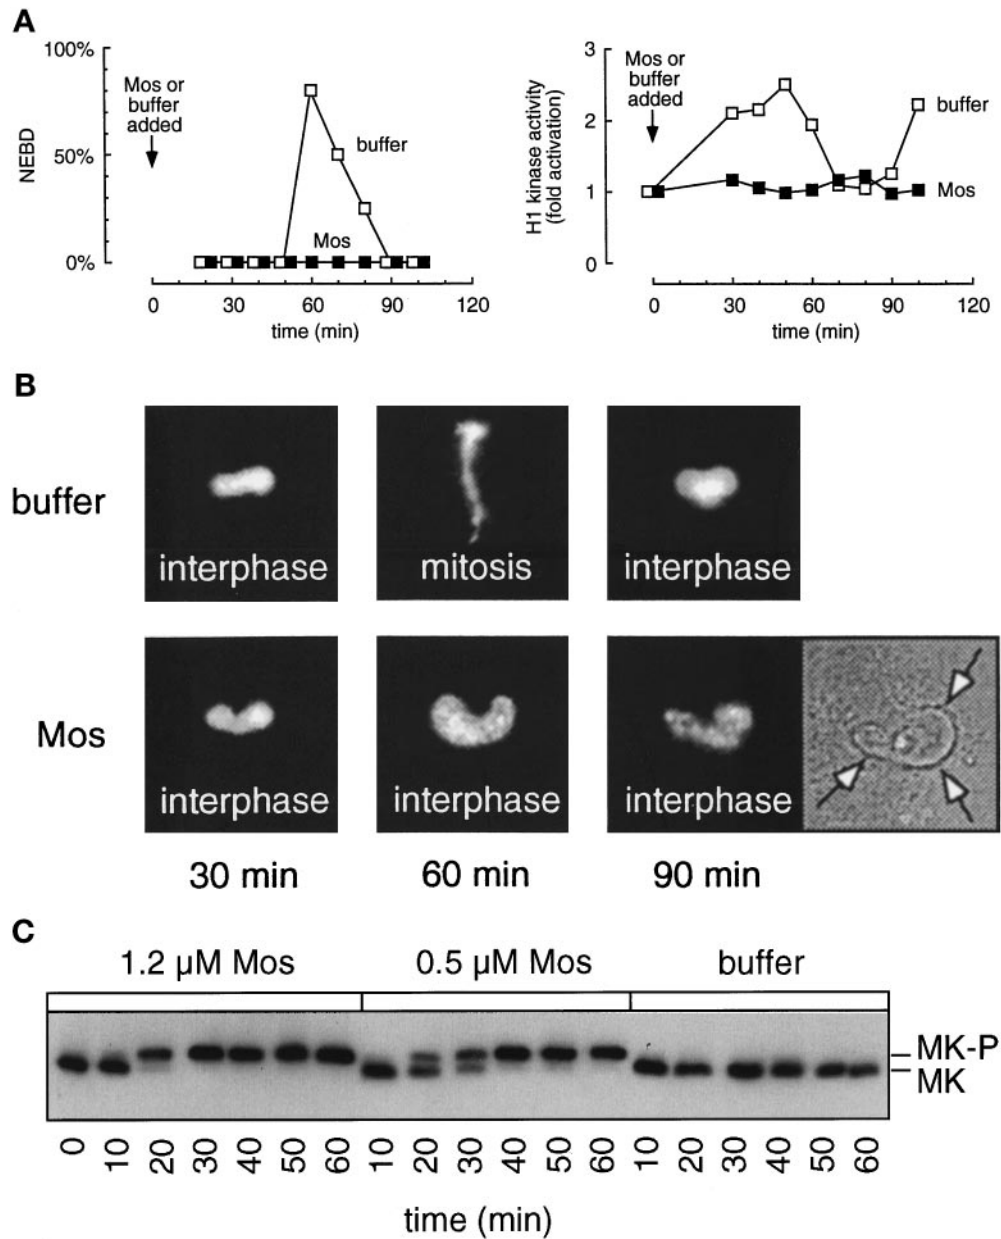 A
100%
50%
0%
NEBD
Mos or
buffer
added
buffer
Mos
0 30 60 90 120
time (min)
3
2
1
0
H1 kinase activity
(fold activation)
Mos or
buffer
added
buffer
Mos
0 30 60 90 120
time (min)
B
buffer
interphase
mitosis
interphase
Mos
interphase
interphase
interphase
30 min
60 min
90 min
C
1.2 µM Mos
0.5 µM Mos
buffer
MK-P
MK
0 10 20 30 40 50 60 10 20 30 40 50 60 10 20 30 40 50 60
time (min)